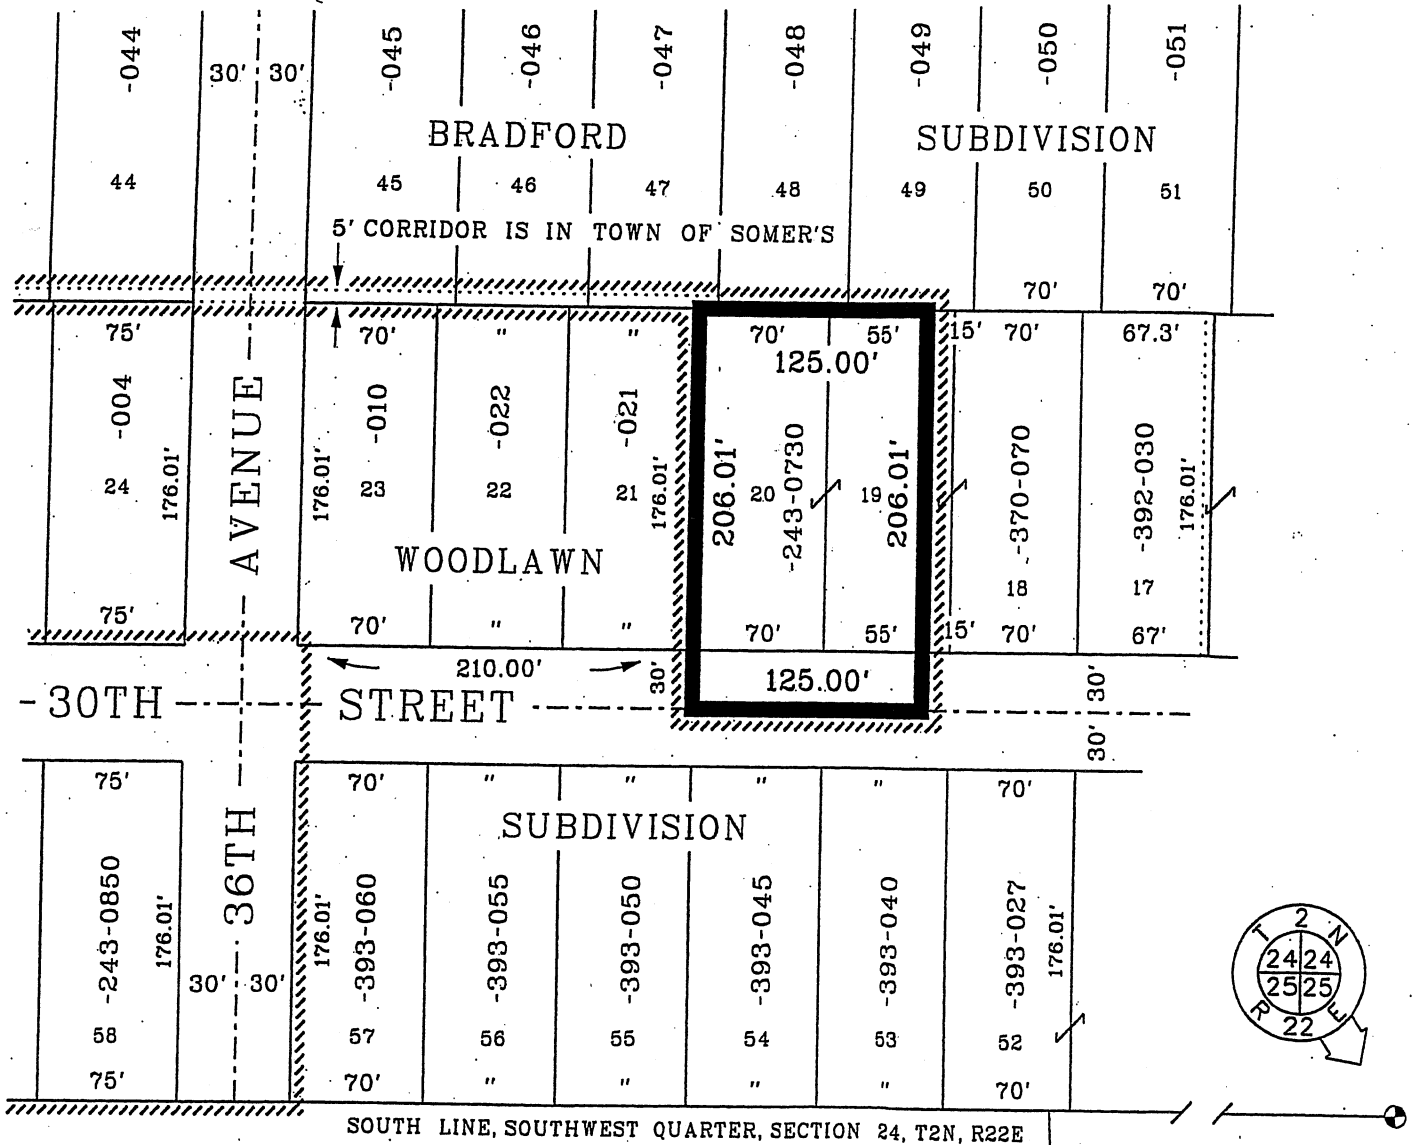 -044
30' 30'
-045
-046
-047
-048
-049
-050
-051
BRADFORD SUBDIVISION
44 45 46 47 48 49 50 51
5' CORRIDOR IS IN TOWN OF SOMER'S
70' 70'
75' 70' " " 70' 55' 15' 70' 67.3'
125.00'
-004
-010
-022
-021
-243-0730
-370-070
-392-030
24 23 22 21 20 19
176.01'
176.01'
176.01'
206.01'
206.01'
176.01'
AVENUE
WOODLAWN
18 17
75' 70' " " 70' 55' 15' 70' 67'
210.00'
30'
125.00'
30'
30TH STREET
30'
75' 70' " " " " 70'
SUBDIVISION
36TH
-243-0850
176.01'
176.01'
-393-060
-393-055
-393-050
-393-045
-393-040
-393-027
176.01'
30' 30'
58 57 56 55 54 53 52
75' 70' " " " " 70'
T 2 N
24 24
25 25
R 22 E
SOUTH LINE, SOUTHWEST QUARTER, SECTION 24, T2N, R22E